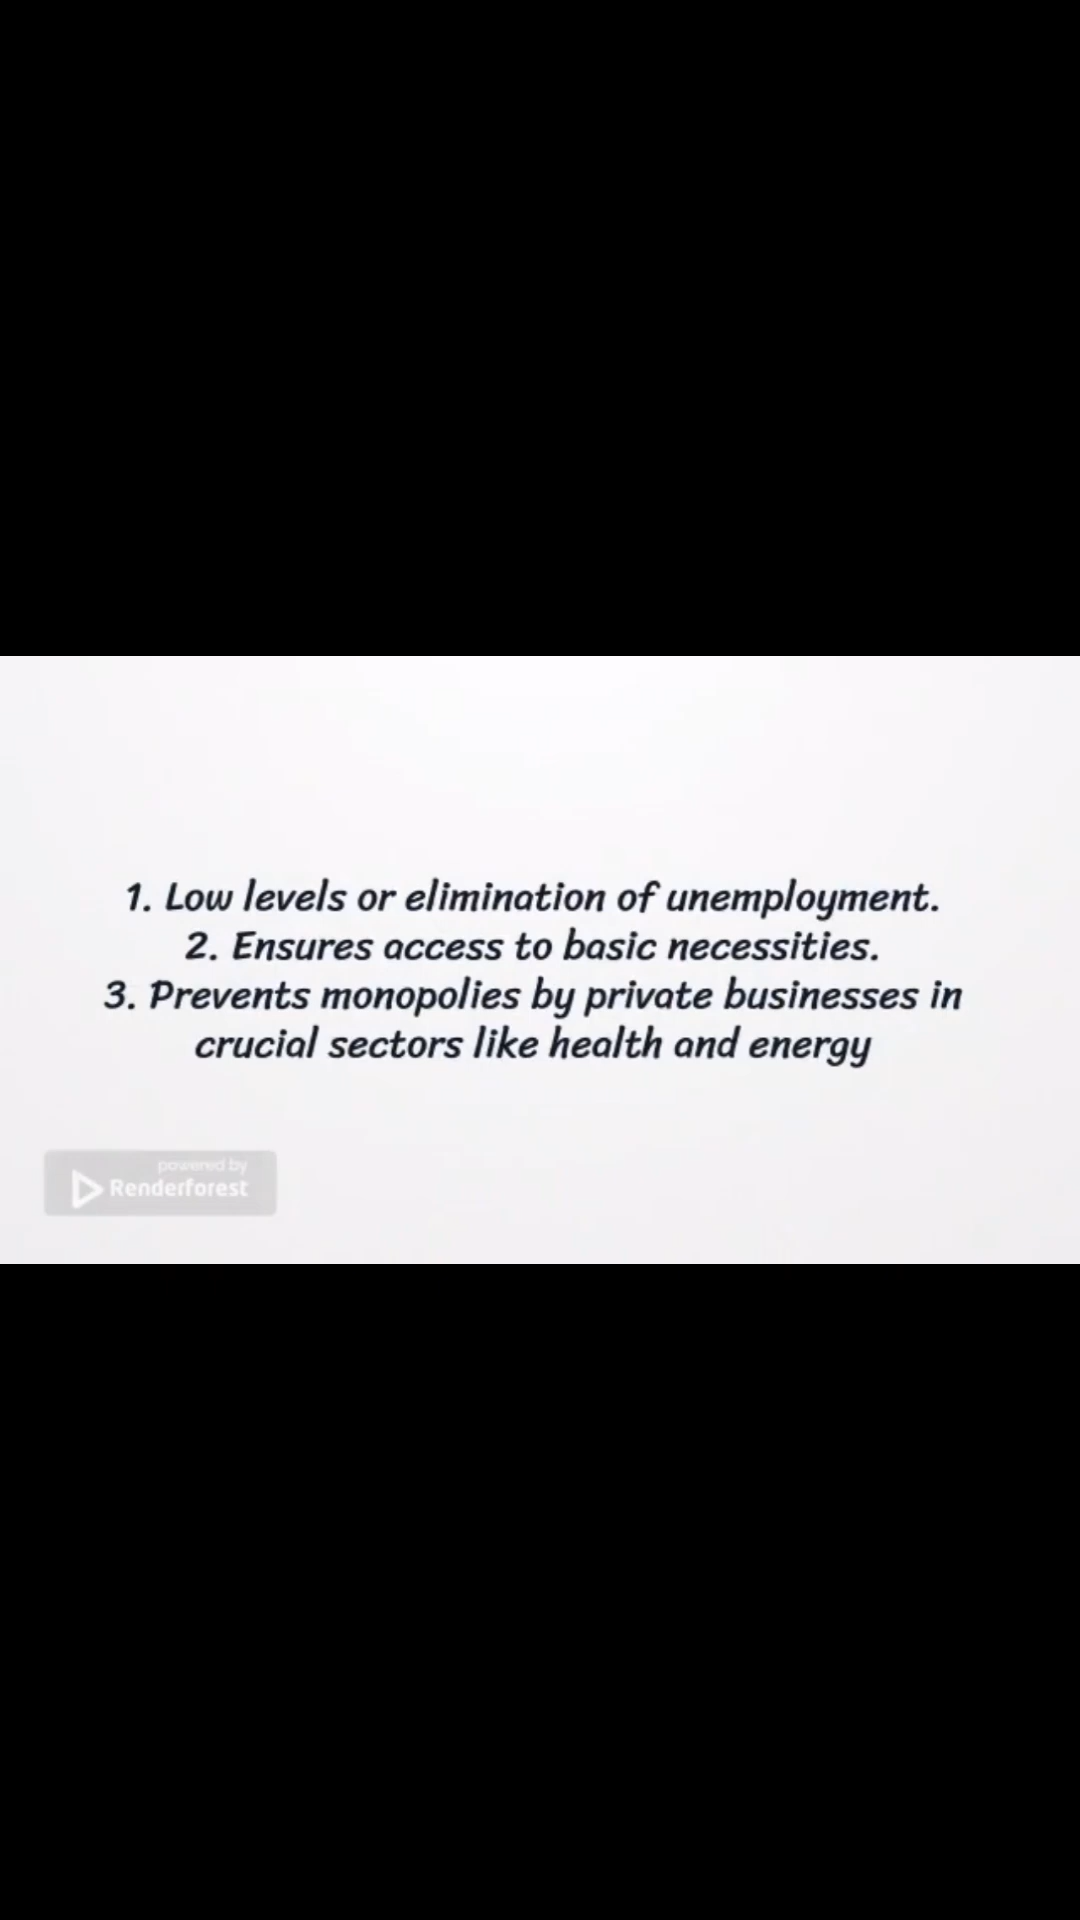 1. Low levels or elimination of unemployment.
2. Ensures access to basic necessities.
3. Prevents monopolies by private businesses in
crucial sectors like health and energy
powered by
Renderforest